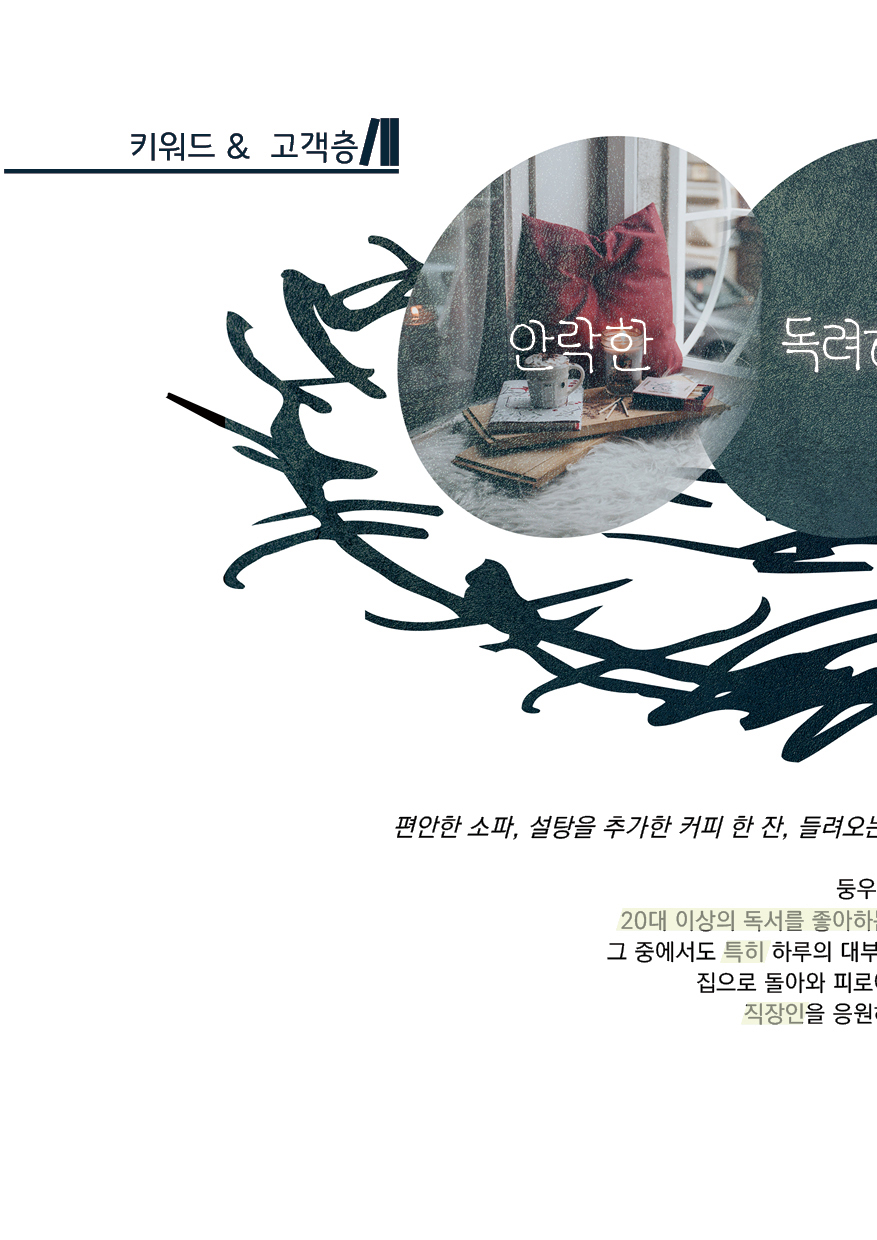 키워드 & 고객층
안락한
독려
편안한 소파, 설탕을 추가한 커피 한 잔, 들려오는
둥우
20대 이상의 독서를 좋아하는
그 중에서도 특히 하루의 대부
집으로 돌아와 피로
직장인을 응원